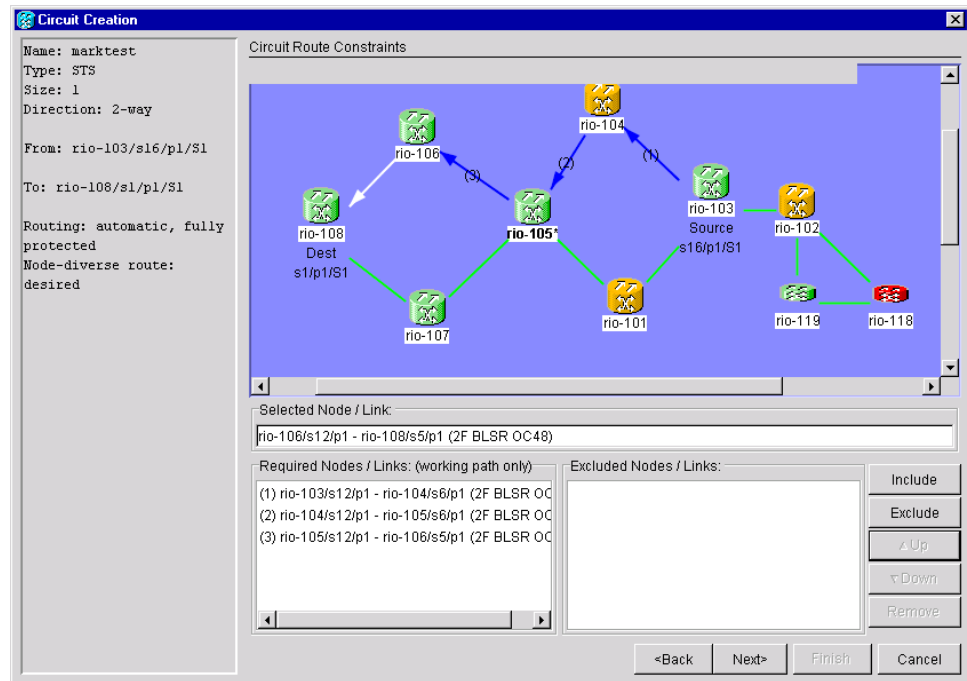 Circuit Creation
Name: marktest
Type: STS
Size: 1
Direction: 2-way
From: rio-103/s16/p1/S1
To: rio-108/s1/p1/S1
Routing: automatic, fully
protected
Node-diverse route:
desired
Circuit Route Constraints
rio-104
rio-106
(1)
(2)
(3)
rio-103
Source
s16/p1/S1
rio-102
rio-108
Dest
s1/p1/S1
rio-105*
rio-107
rio-101
rio-119
rio-118
Selected Node / Link:
rio-106/s12/p1 - rio-108/s5/p1 (2F BLSR OC48)
Required Nodes / Links: (working path only)
(1) rio-103/s12/p1 - rio-104/s6/p1 (2F BLSR OC
(2) rio-104/s12/p1 - rio-105/s6/p1 (2F BLSR OC
(3) rio-105/s12/p1 - rio-106/s5/p1 (2F BLSR OC
Excluded Nodes / Links:
Include
Exclude
Up
Down
Remove
<Back
Next>
Finish
Cancel